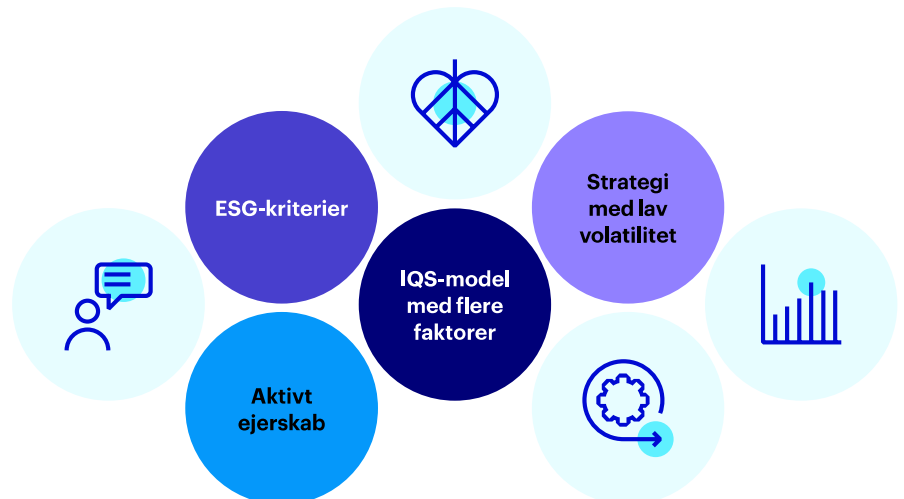 ESG-kriterier
Strategi
med lav
volatilitet
IQS-model
med flere
faktorer
Aktivt
ejerskab